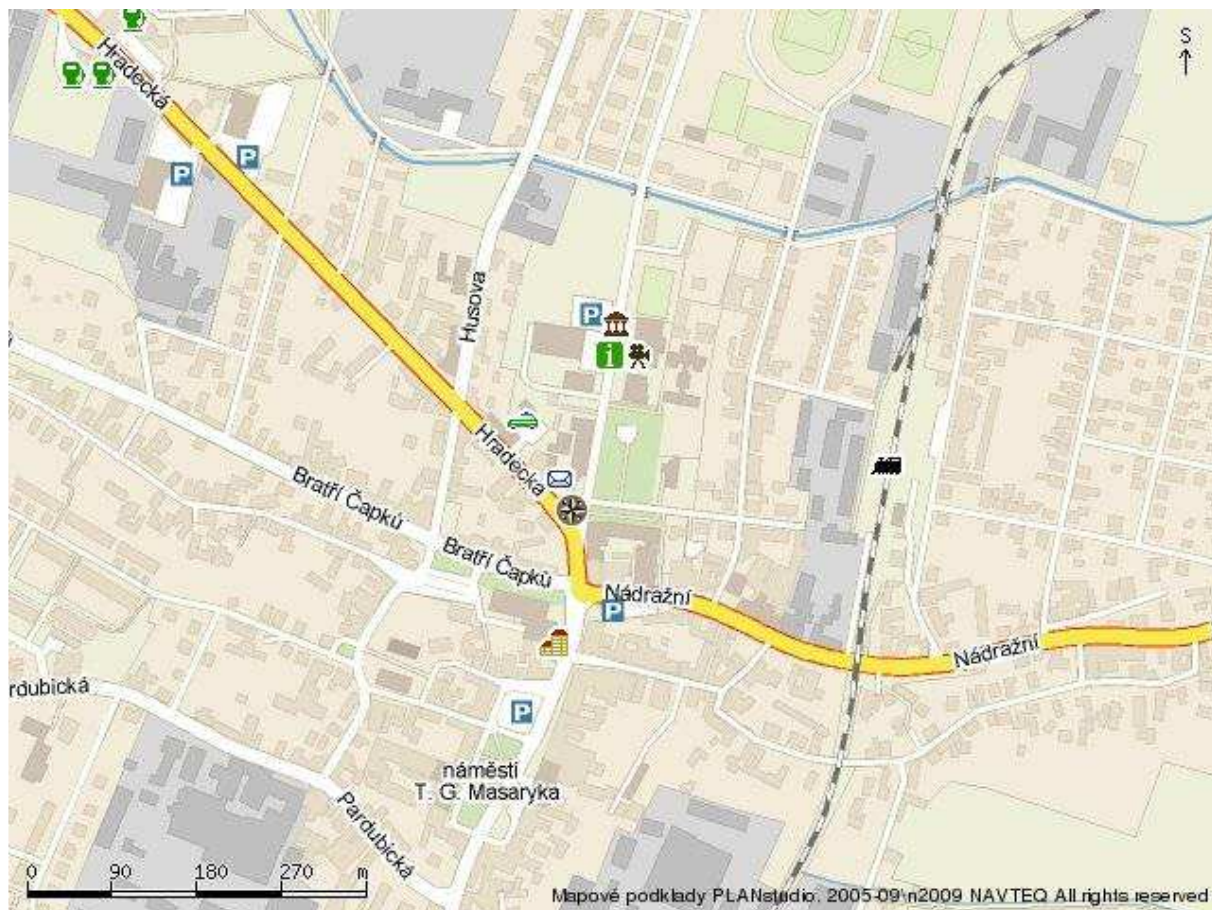 S
Hradecká
P
P
Husova
P
i
Hradecká
Bratří Čapků
Bratří Čapků
Nádražní
P
Nádražní
Pardubická
P
náměstí
T. G. Masaryka
Pardubická
0 90 180 270 m
Mapové podklady PLANstudio, 2005-09\n2009 NAVTEQ All rights reserved